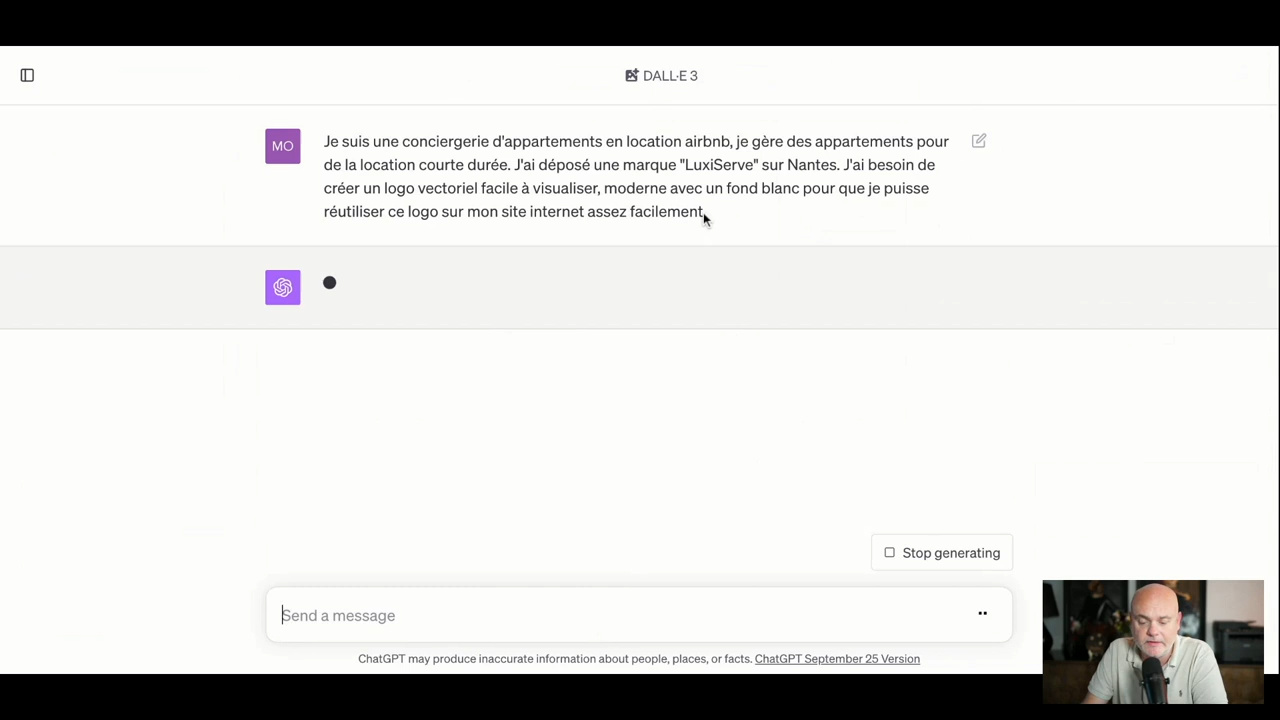 DALL·E 3
MO
Je suis une conciergerie d'appartements en location airbnb, je gère des appartements pour
de la location courte durée. J'ai déposé une marque "LuxiServe" sur Nantes. J'ai besoin de
créer un logo vectoriel facile à visualiser, moderne avec un fond blanc pour que je puisse
réutiliser ce logo sur mon site internet assez facilement.
Stop generating
Send a message
ChatGPT may produce inaccurate information about people, places, or facts. ChatGPT September 25 Version